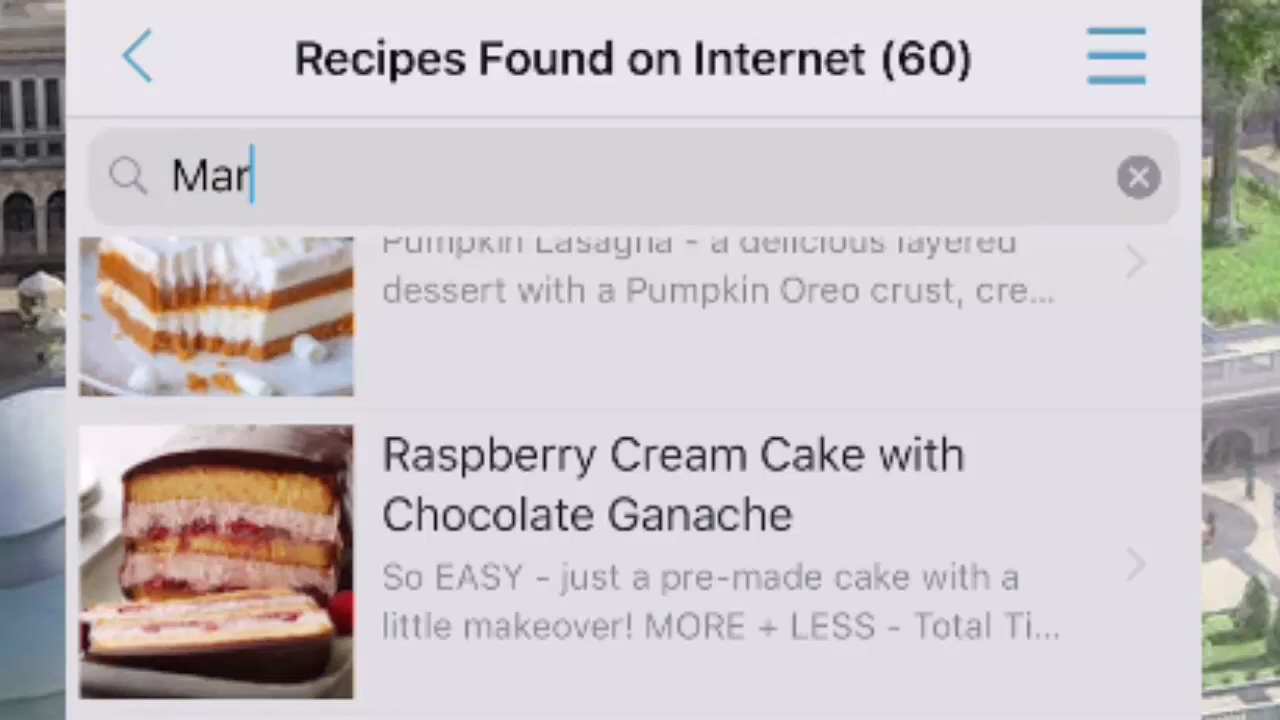 Recipes Found on Internet (60)
Mar
Pumpkin Lasagna - a delicious layered
dessert with a Pumpkin Oreo crust, cre...
Raspberry Cream Cake with
Chocolate Ganache
So EASY - just a pre-made cake with a
little makeover! MORE + LESS - Total Ti...